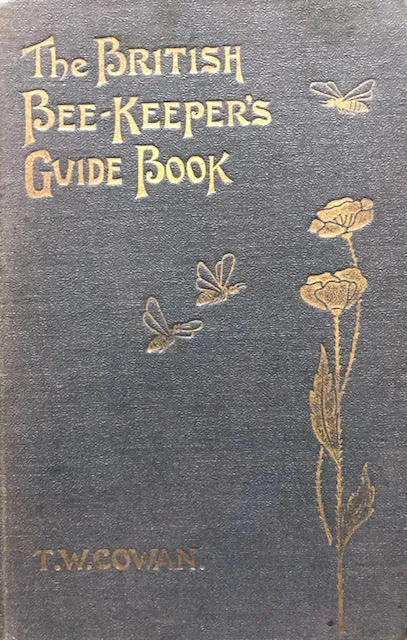 The British
Bee-Keeper's
Guide Book
T.W.COWAN.